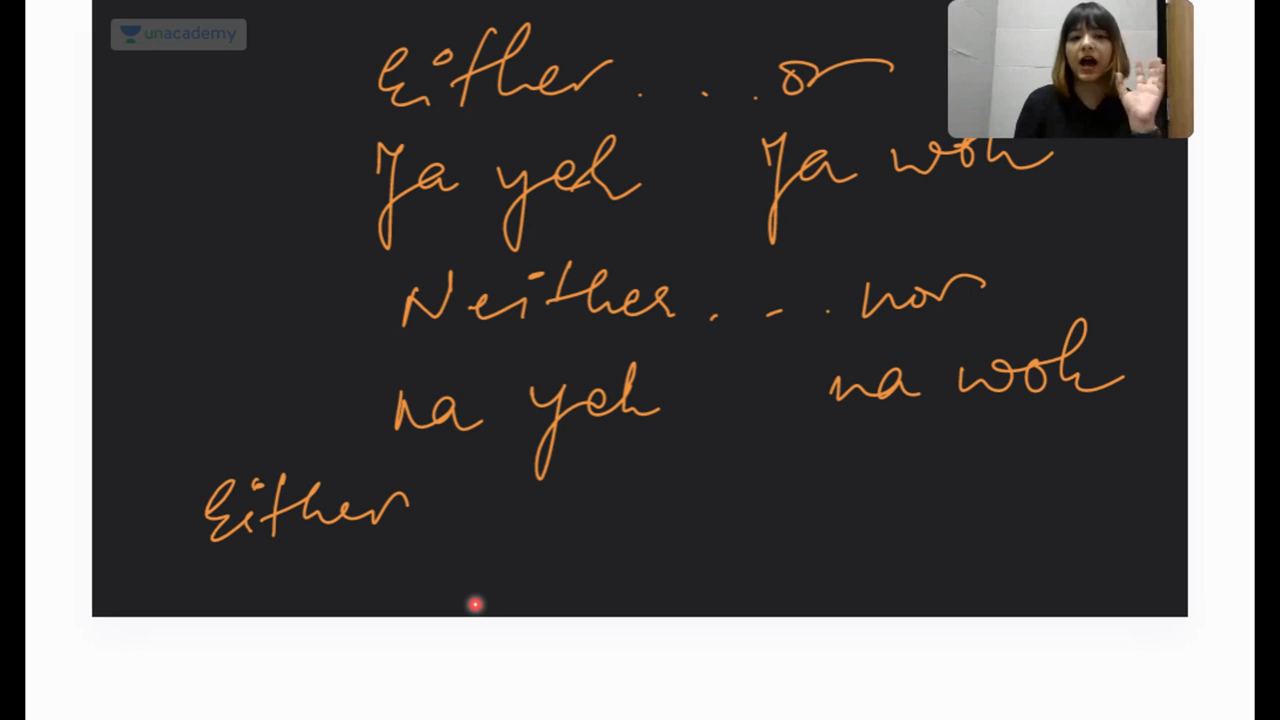 unacademy
Either . . . or
Ja yeh Ja woh
Neither . - . nor
na yeh na woh
Either